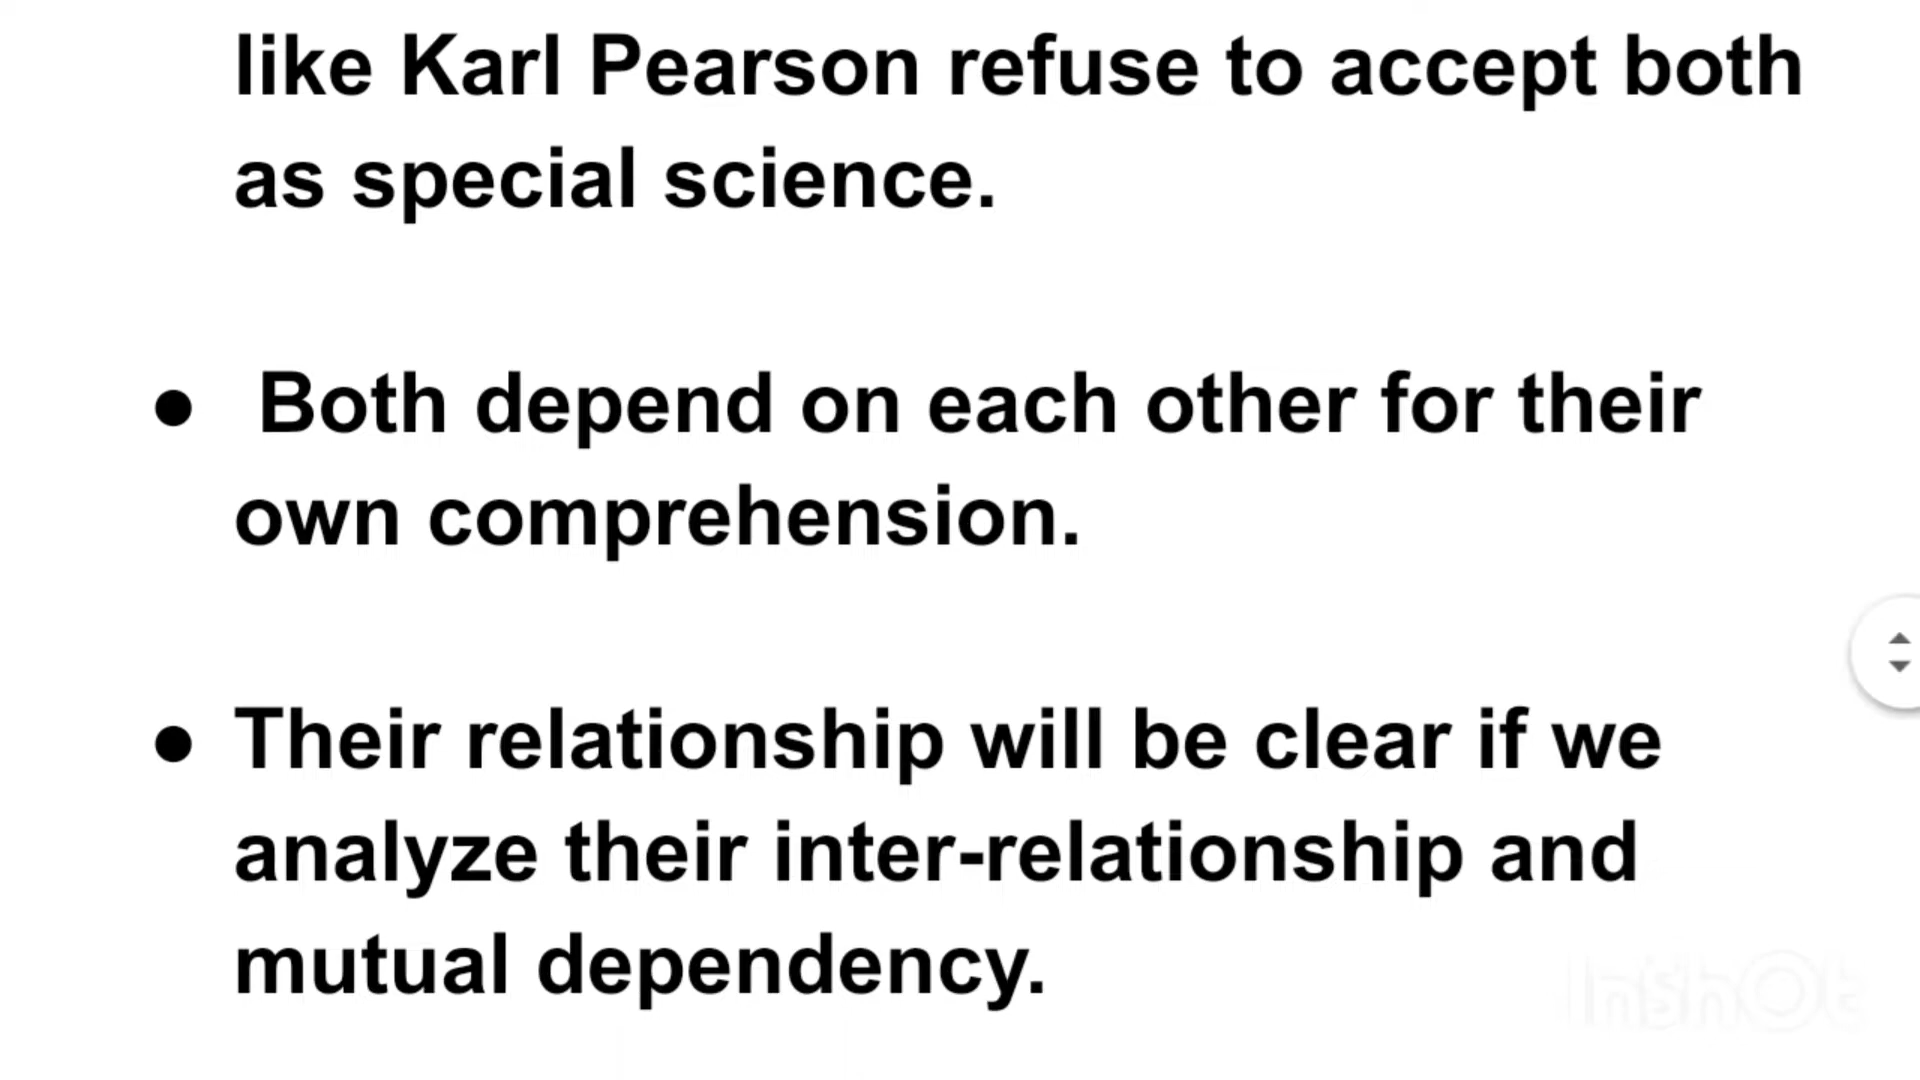 like Karl Pearson refuse to accept both
as special science.
● Both depend on each other for their
own comprehension.
● Their relationship will be clear if we
analyze their inter-relationship and
mutual dependency.
InShOt